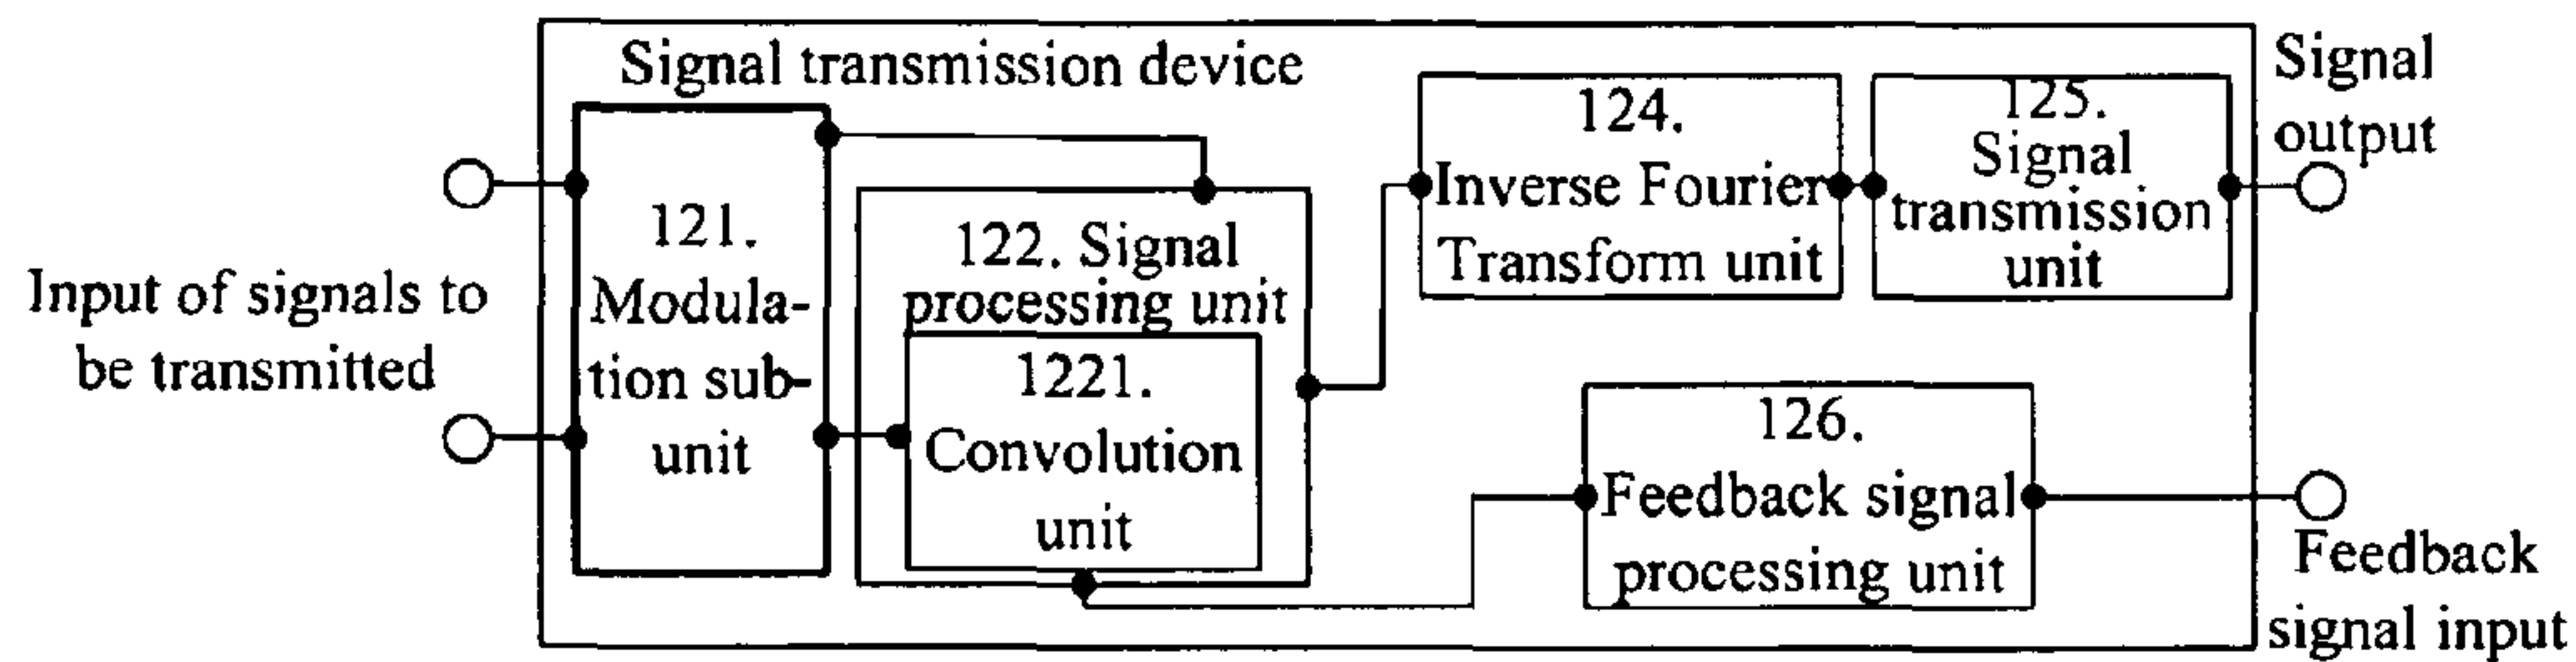 Signal transmission device
Input of signals to
be transmitted
121.
Modula-
tion sub-
unit
122. Signal
processing unit
1221.
Convolution
unit
124.
Inverse Fourier
Transform unit
125.
Signal
transmission
unit
Signal
output
126.
Feedback signal
processing unit
Feedback
signal input